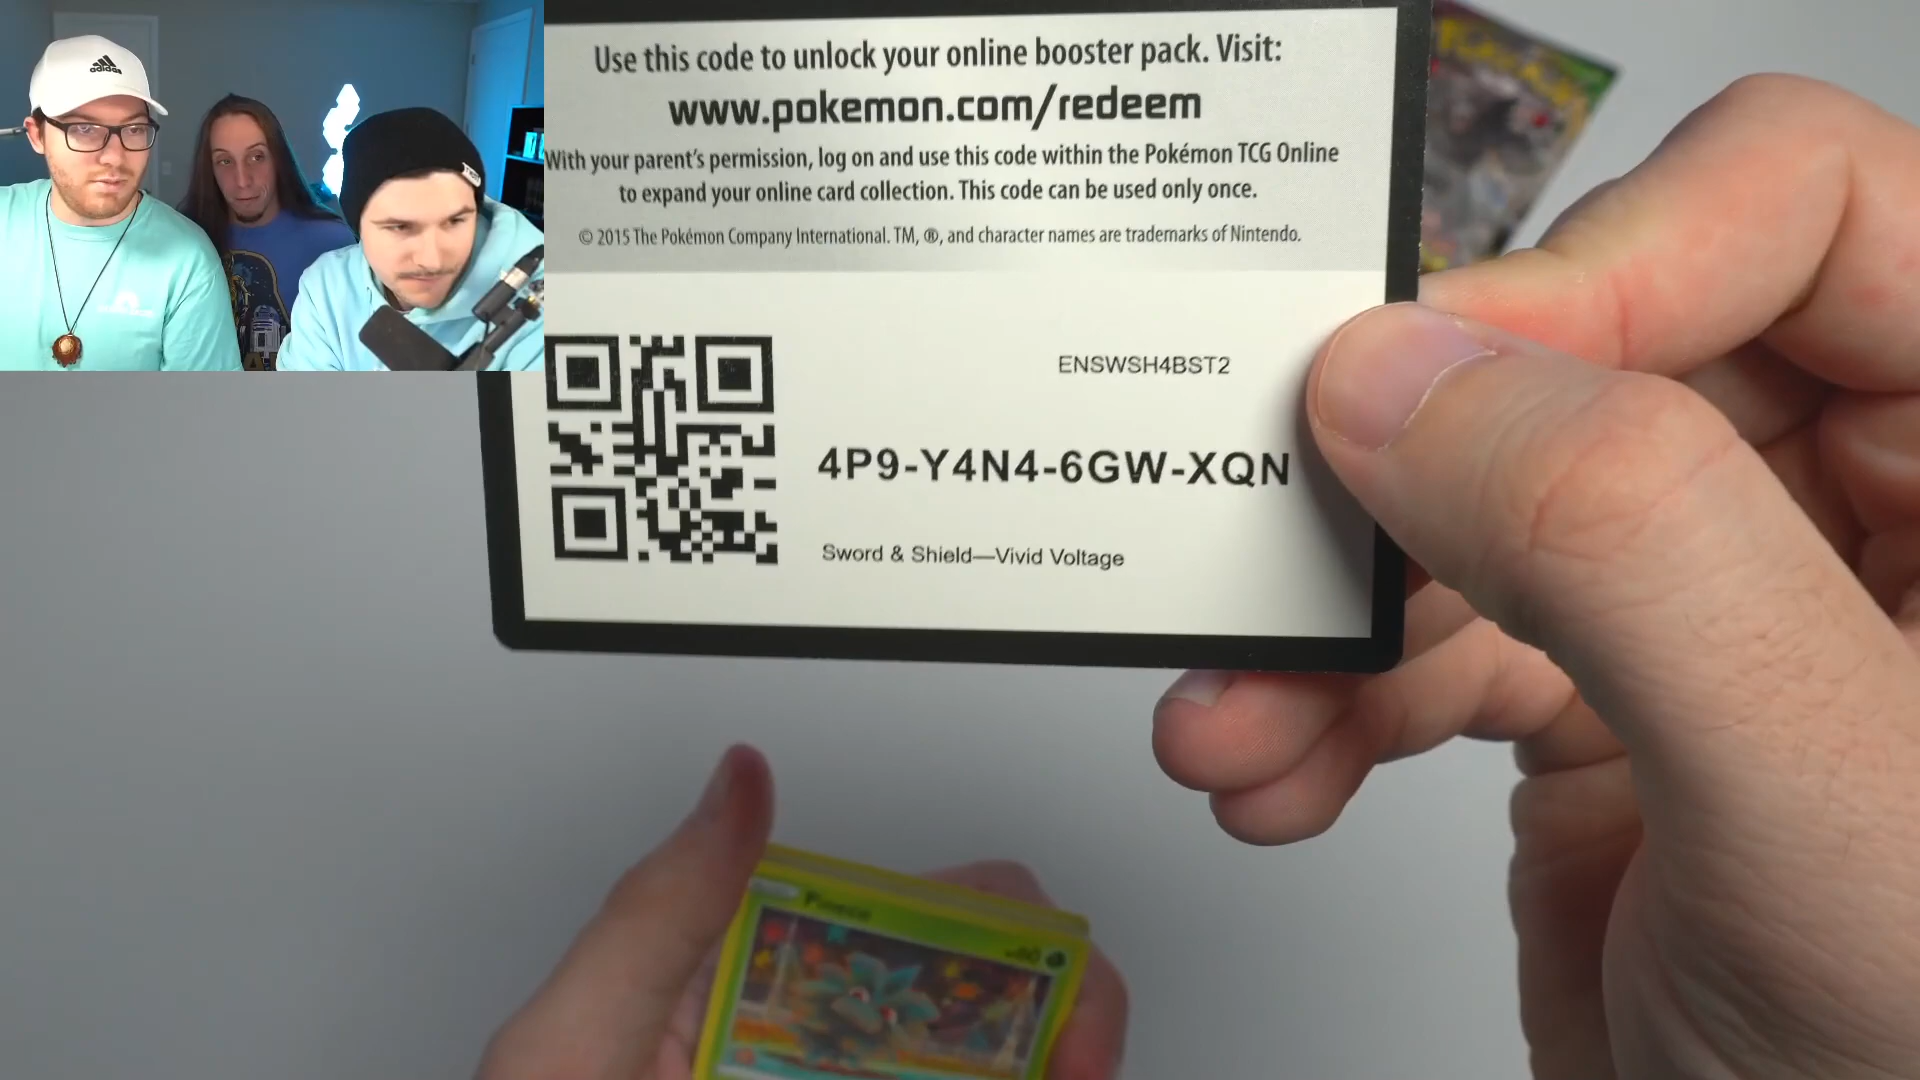 adidas
Use this code to unlock your online booster pack. Visit:
www.pokemon.com/redeem
With your parent's permission, log on and use this code within the Pokémon TCG Online
to expand your online card collection. This code can be used only once.
© 2015 The Pokémon Company International. TM, ®, and character names are trademarks of Nintendo.
ENSWSH4BST2
4P9-Y4N4-6GW-XQN
Sword & Shield—Vivid Voltage
Pineco